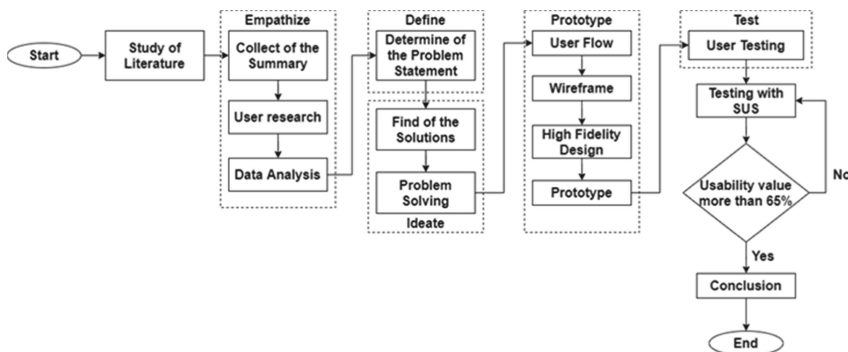 Start
Study of
Literature
Empathize
Collect of the
Summary
User research
Data Analysis
Define
Determine of
the Problem
Statement
Find of the
Solutions
Problem
Solving
Ideate
Prototype
User Flow
Wireframe
High Fidelity
Design
Prototype
Test
User Testing
Testing with
SUS
Usability value
more than 65%
No
Yes
Conclusion
End